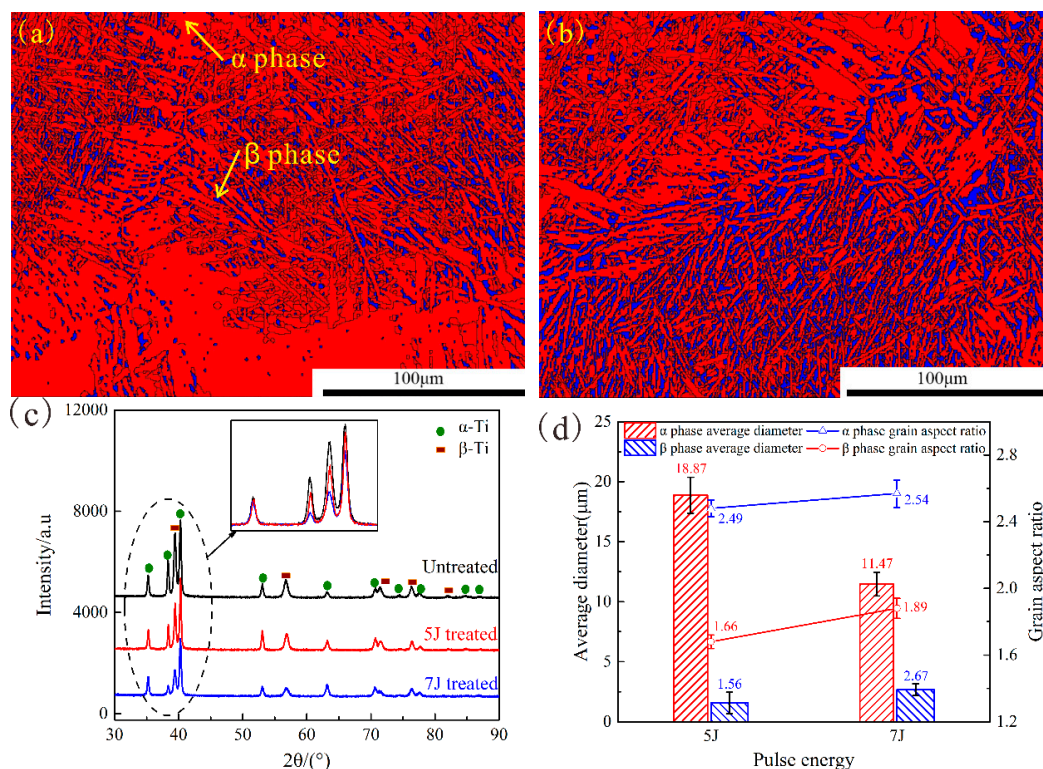 (a)
α phase
β phase
100μm
(b)
100μm
(c)
12000
8000
4000
0
Intensity/a.u
α-Ti
β-Ti
Untreated
5J treated
7J treated
30 40 50 60 70 80 90
2θ/(°)
(d)
25
20
15
10
5
0
Average diameter(μm)
α phase average diameter
β phase average diameter
α phase grain aspect ratio
β phase grain aspect ratio
18.87
2.49
2.54
11.47
1.66
1.89
1.56
2.67
2.8
2.4
2.0
1.6
1.2
Grain aspect ratio
5J 7J
Pulse energy